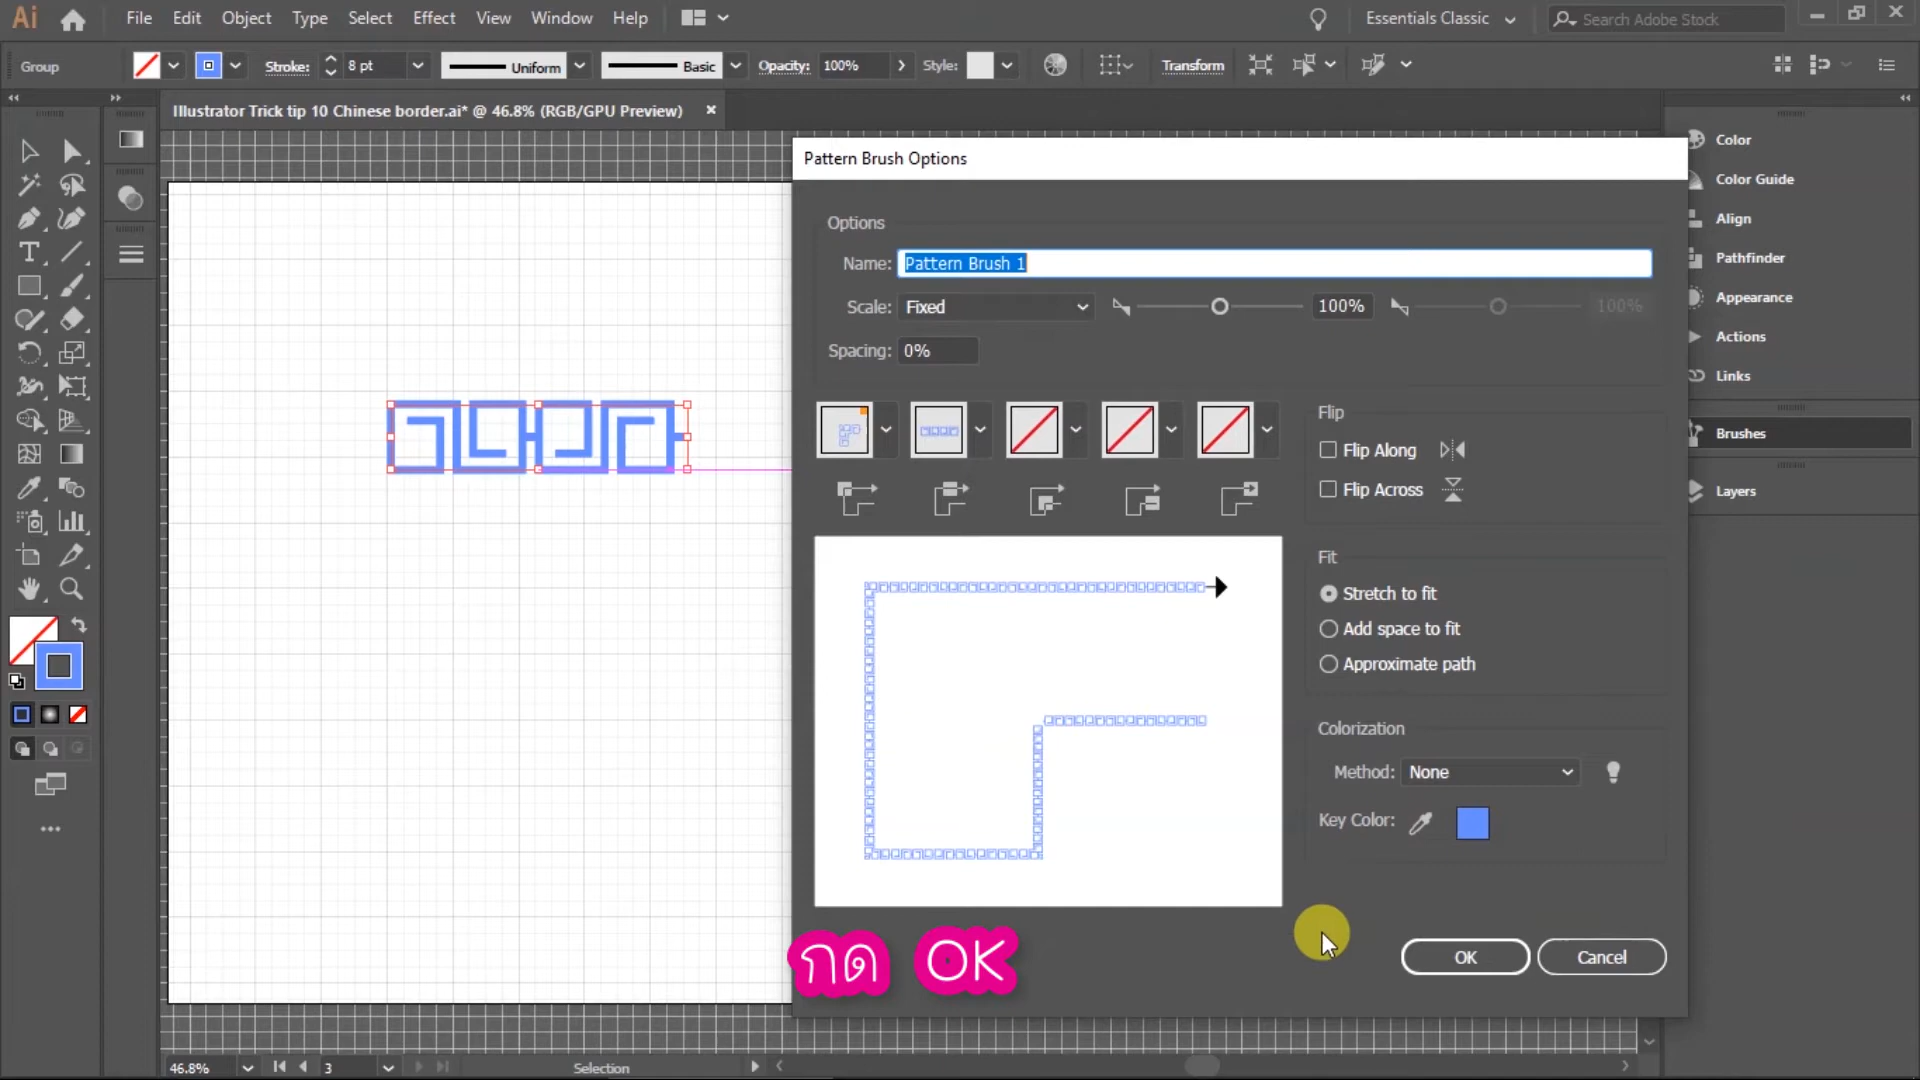 Ai File Edit Object Type Select Effect View Window Help Essentials Classic Search Adobe Stock
Group Stroke: 8 pt Uniform Basic Opacity: 100% Style: Transform
Illustrator Trick tip 10 Chinese border.ai* @ 46.8% (RGB/GPU Preview)
Pattern Brush Options
Options
Name: Pattern Brush 1
Scale: Fixed 100% 100%
Spacing: 0%
Flip
Flip Along
Flip Across
Fit
Stretch to fit
Add space to fit
Approximate path
Colorization
Method: None
Key Color:
OK Cancel
กด OK
Color
Color Guide
Align
Pathfinder
Appearance
Actions
Links
Brushes
Layers
46.8% 3 Selection